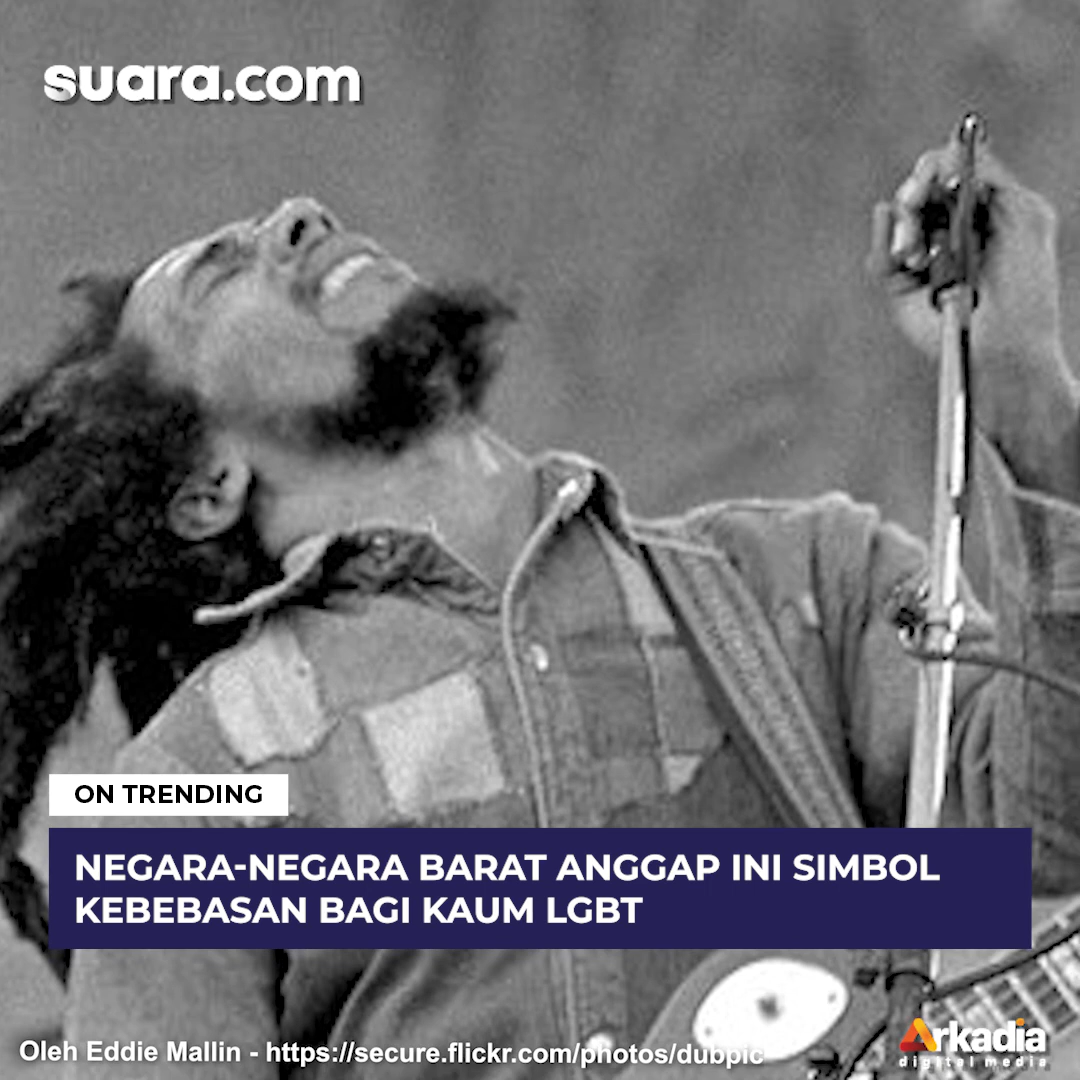 suara.com
ON TRENDING
NEGARA-NEGARA BARAT ANGGAP INI SIMBOL
KEBEBASAN BAGI KAUM LGBT
Oleh Eddie Mallin - https://secure.flickr.com/photos/dubpic
Arkadia
digital media